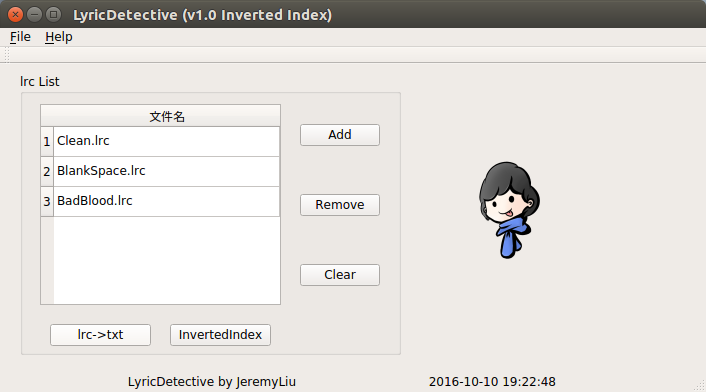 LyricDetective (v1.0 Inverted Index)
File Help
lrc List
文件名
1 Clean.lrc
2 BlankSpace.lrc
3 BadBlood.lrc
Add
Remove
Clear
lrc->txt InvertedIndex
LyricDetective by JeremyLiu 2016-10-10 19:22:48